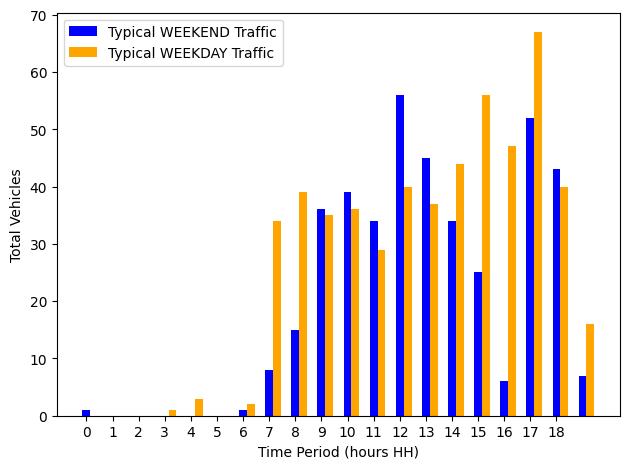 Typical WEEKEND Traffic
Typical WEEKDAY Traffic
70
60
50
40
30
20
10
0
Total Vehicles
0 1 2 3 4 5 6 7 8 9 10 11 12 13 14 15 16 17 18
Time Period (hours HH)